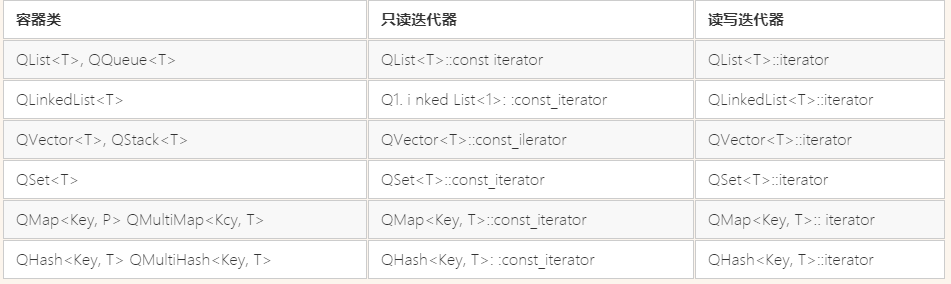 容器类 只读迭代器 读写迭代器
QList<T>, QQueue<T> QList<T>::const iterator QList<T>::iterator
QLinkedList<T> Q1. i nked List<1>: :const_iterator QLinkedList<T>::iterator
QVector<T>, QStack<T> QVector<T>::const_ilerator QVector<T>::iterator
QSet<T> QSet<T>::const_iterator QSet<T>::iterator
QMap<Key, P> QMultiMap<Kcy, T> QMap<Key, T>::const_iterator QMap<Key, T>:: iterator
QHash<Key, T> QMultiHash<Key, T> QHash<Key, T>: :const_iterator QHash<Key, T>::iterator